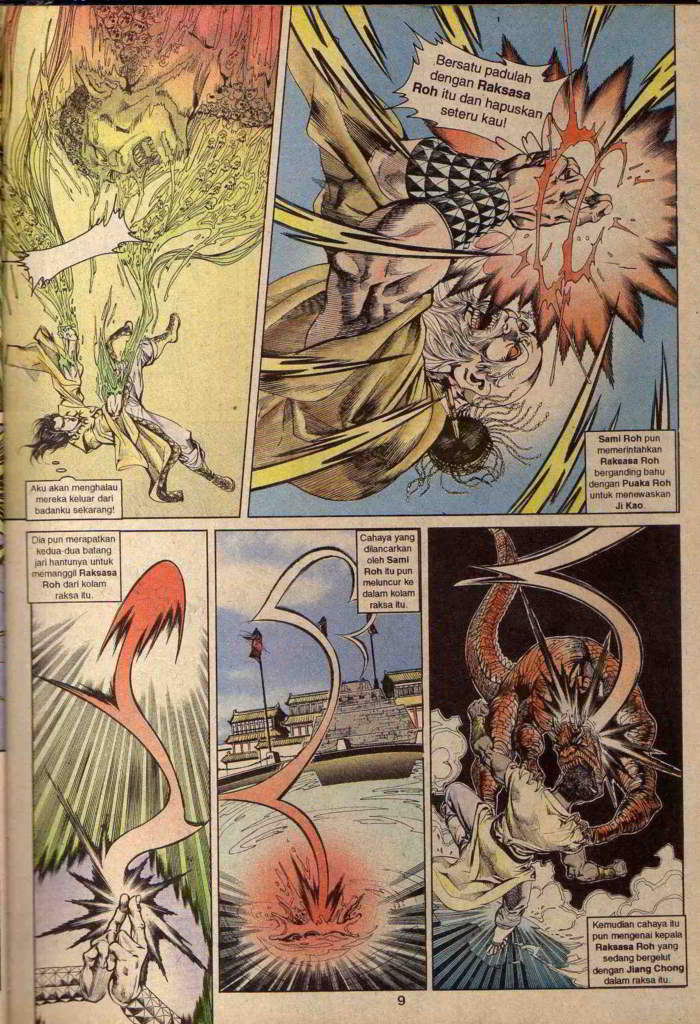 Aku akan menghalau
mereka keluar dari
badanku sekarang!
Bersatu padulah
dengan Raksasa
Roh itu dan hapuskan
seteru kau!
Sami Roh pun
memerintahkan
Raksasa Roh
berganding bahu
dengan Puaka Roh
untuk menewaskan
Ji Kao.
Dia pun merapatkan
kedua-dua batang
jari hantunya untuk
memanggil Raksasa
Roh dari kolam
raksa itu.
Cahaya yang
dilancarkan
oleh Sami
Roh itu pun
meluncur ke
dalam kolam
raksa itu.
Kemudian cahaya itu
pun mengenai kepala
Raksasa Roh yang
sedang bergelut
dengan Jiang Chong
dalam raksa itu.
9